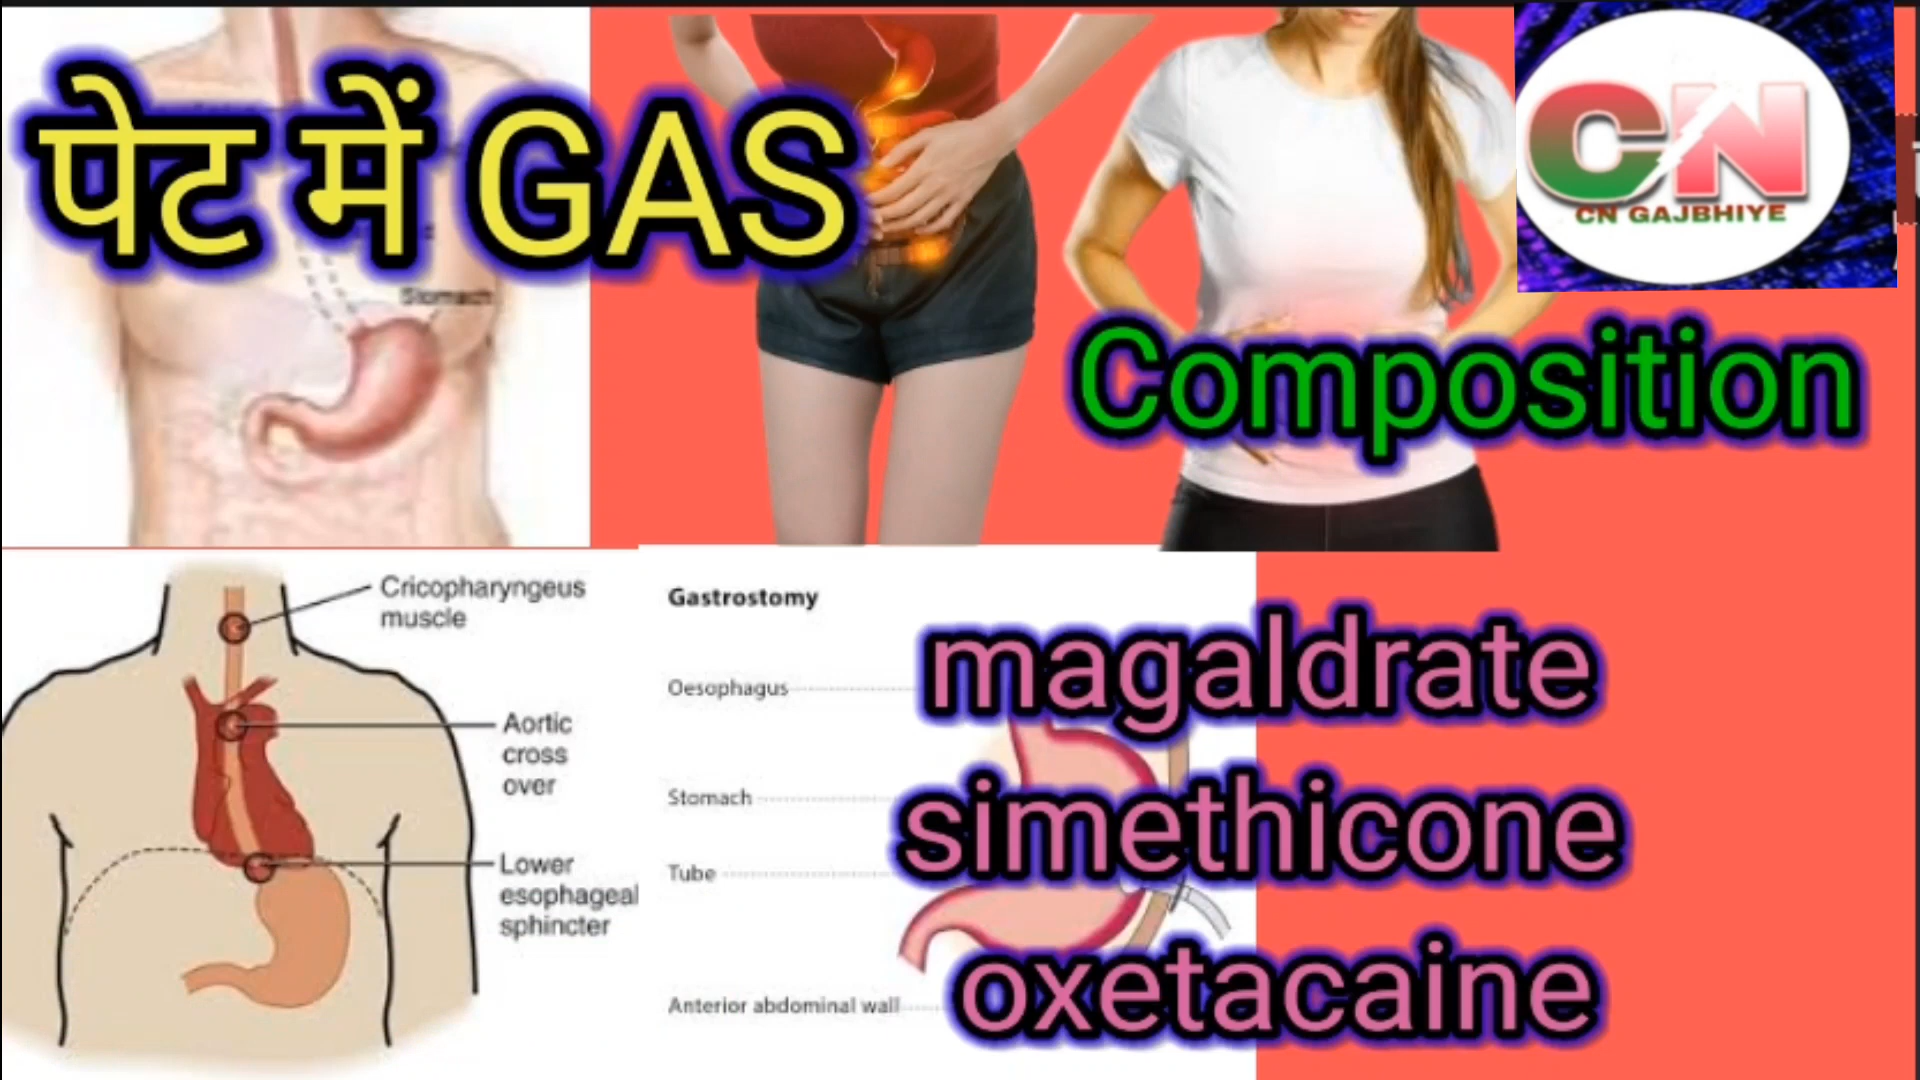 पेट में GAS
Stomach
CN
CN GAJBHIYE
Composition
Cricopharyngeus
muscle
Aortic
cross
over
Lower
esophageal
sphincter
Gastrostomy
Oesophagus
Stomach
Tube
Anterior abdominal wall
magaldrate
simethicone
oxetacaine